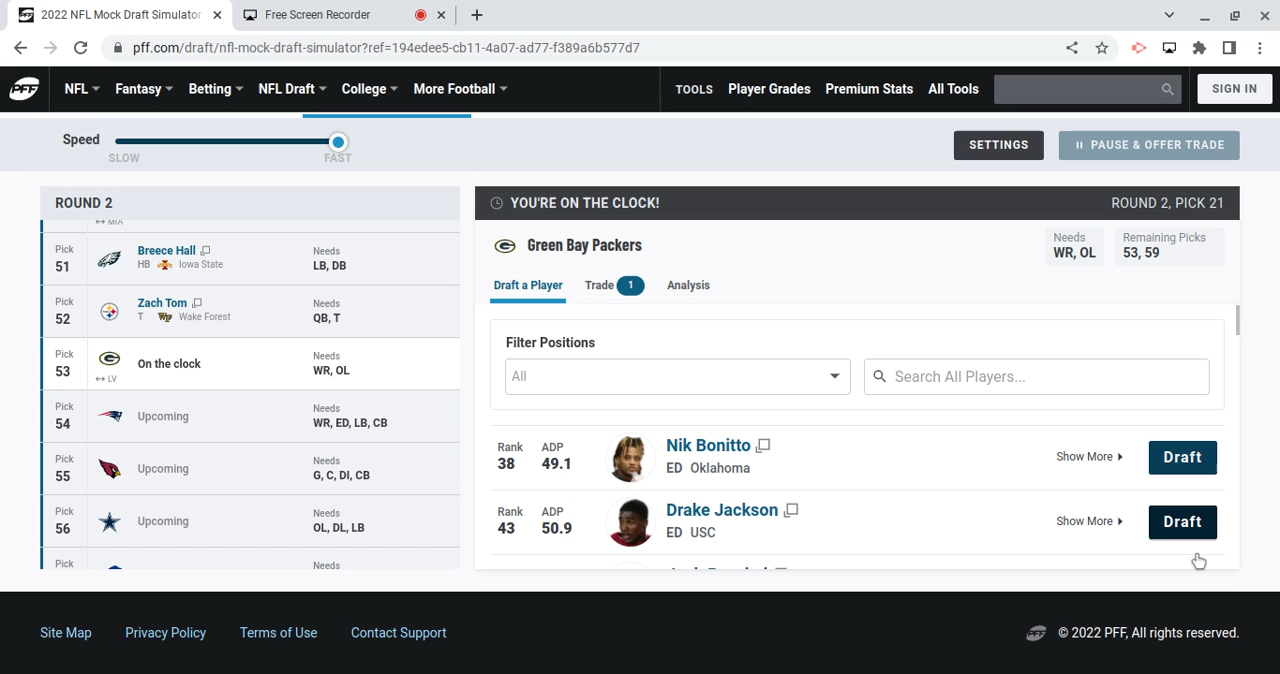 2022 NFL Mock Draft Simulator
Free Screen Recorder
pff.com/draft/nfl-mock-draft-simulator?ref=194edee5-cb11-4a07-ad77-f389a6b577d7
PFF
NFL
Fantasy
Betting
NFL Draft
College
More Football
TOOLS
Player Grades
Premium Stats
All Tools
SIGN IN
Speed
SLOW
FAST
SETTINGS
PAUSE & OFFER TRADE
ROUND 2
MIA
Pick
51
Breece Hall
HB Iowa State
Needs
LB, DB
Pick
52
Zach Tom
T Wake Forest
Needs
QB, T
Pick
53
LV
On the clock
Needs
WR, OL
Pick
54
Upcoming
Needs
WR, ED, LB, CB
Pick
55
Upcoming
Needs
G, C, DI, CB
Pick
56
Upcoming
Needs
OL, DL, LB
Pick
Needs
YOU'RE ON THE CLOCK!
ROUND 2, PICK 21
Green Bay Packers
Needs
WR, OL
Remaining Picks
53, 59
Draft a Player
Trade 1
Analysis
Filter Positions
All
Search All Players...
Rank
38
ADP
49.1
Nik Bonitto
ED Oklahoma
Show More
Draft
Rank
43
ADP
50.9
Drake Jackson
ED USC
Show More
Draft
Site Map
Privacy Policy
Terms of Use
Contact Support
PFF
© 2022 PFF, All rights reserved.